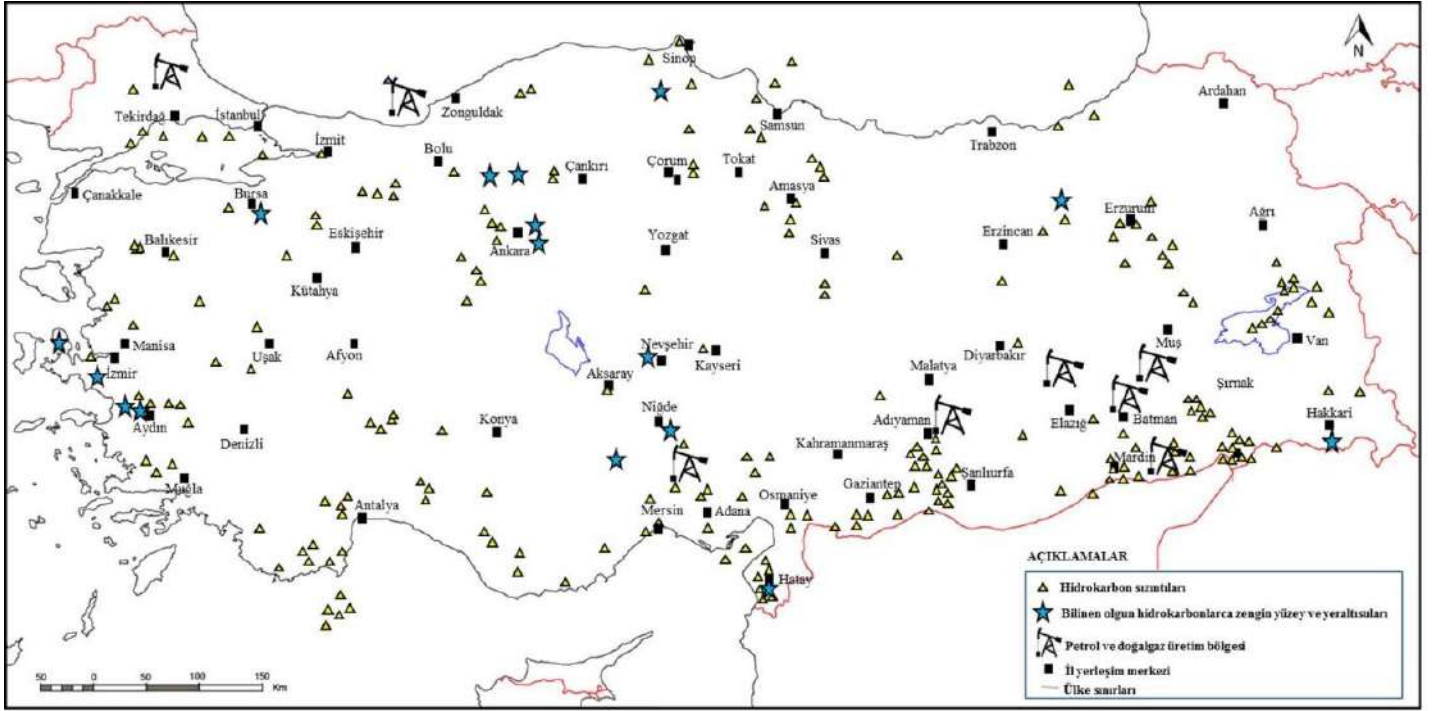 N
Sinop
Ardahan
Zonguldak
Tekirdağ
İstanbul
Samsun
Trabzon
İzmit
Bolu
Çankırı
Çorum
Tokat
Çanakkale
Bursa
Amasya
Erzurum
Ağrı
Balıkesir
Eskişehir
Ankara
Yozgat
Sivas
Erzincan
Kütahya
Manisa
Uşak
Afyon
Nevşehir
Kayseri
Diyarbakır
Muş
Van
İzmir
Aksaray
Malatya
Şırnak
Aydın
Denizli
Konya
Niğde
Adıyaman
Elazığ
Batman
Hakkari
Kahramanmaraş
Mardin
Muğla
Şanlıurfa
Antalya
Mersin
Adana
Osmaniye
Gaziantep
Hatay
AÇIKLAMALAR
Hidrokarbon sızıntıları
Bilinen olgun hidrokarbonlarca zengin yüzey ve yeraltısuları
Petrol ve doğalgaz üretim bölgesi
İl yerleşim merkezi
Ülke sınırları
50 0 50 100 150
Km